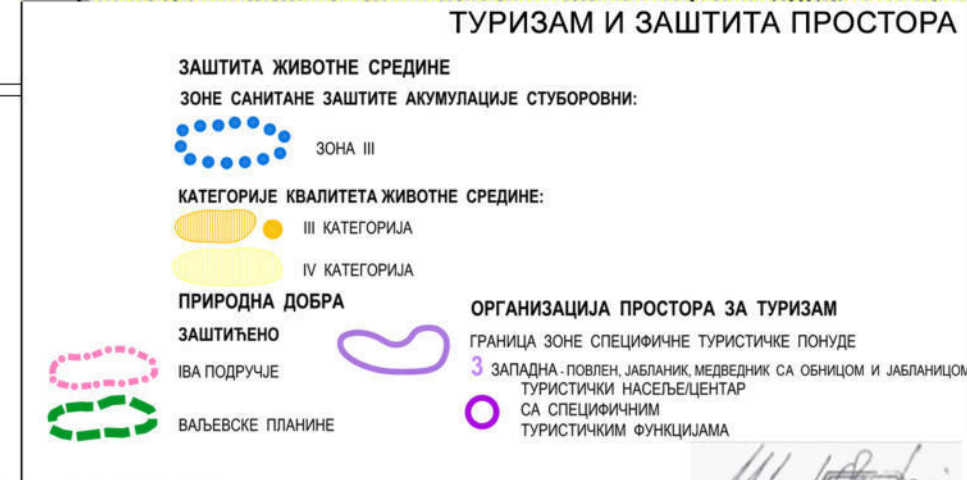 ТУРИЗАМ И ЗАШТИТА ПРОСТОРА
ЗАШТИТА ЖИВОТНЕ СРЕДИНЕ
ЗОНЕ САНИТАНЕ ЗАШТИТЕ АКУМУЛАЦИЈЕ СТУБОРОВНИ:
ЗОНА III
КАТЕГОРИЈЕ КВАЛИТЕТА ЖИВОТНЕ СРЕДИНЕ:
III КАТЕГОРИЈА
IV КАТЕГОРИЈА
ПРИРОДНА ДОБРА
ЗАШТИЋЕНО
IBA ПОДРУЧЈЕ
ВАЉЕВСКЕ ПЛАНИНЕ
ОРГАНИЗАЦИЈА ПРОСТОРА ЗА ТУРИЗАМ
ГРАНИЦА ЗОНЕ СПЕЦИФИЧНЕ ТУРИСТИЧКЕ ПОНУДЕ
3 ЗАПАДНА - ПОВЛЕН, ЈАБЛАНИК, МЕДВЕДНИК СА ОБНИЦОМ И ЈАБЛАНИЦОМ
ТУРИСТИЧКИ НАСЕЉЕ/ЦЕНТАР
СА СПЕЦИФИЧНИМ
ТУРИСТИЧКИМ ФУНКЦИЈАМА